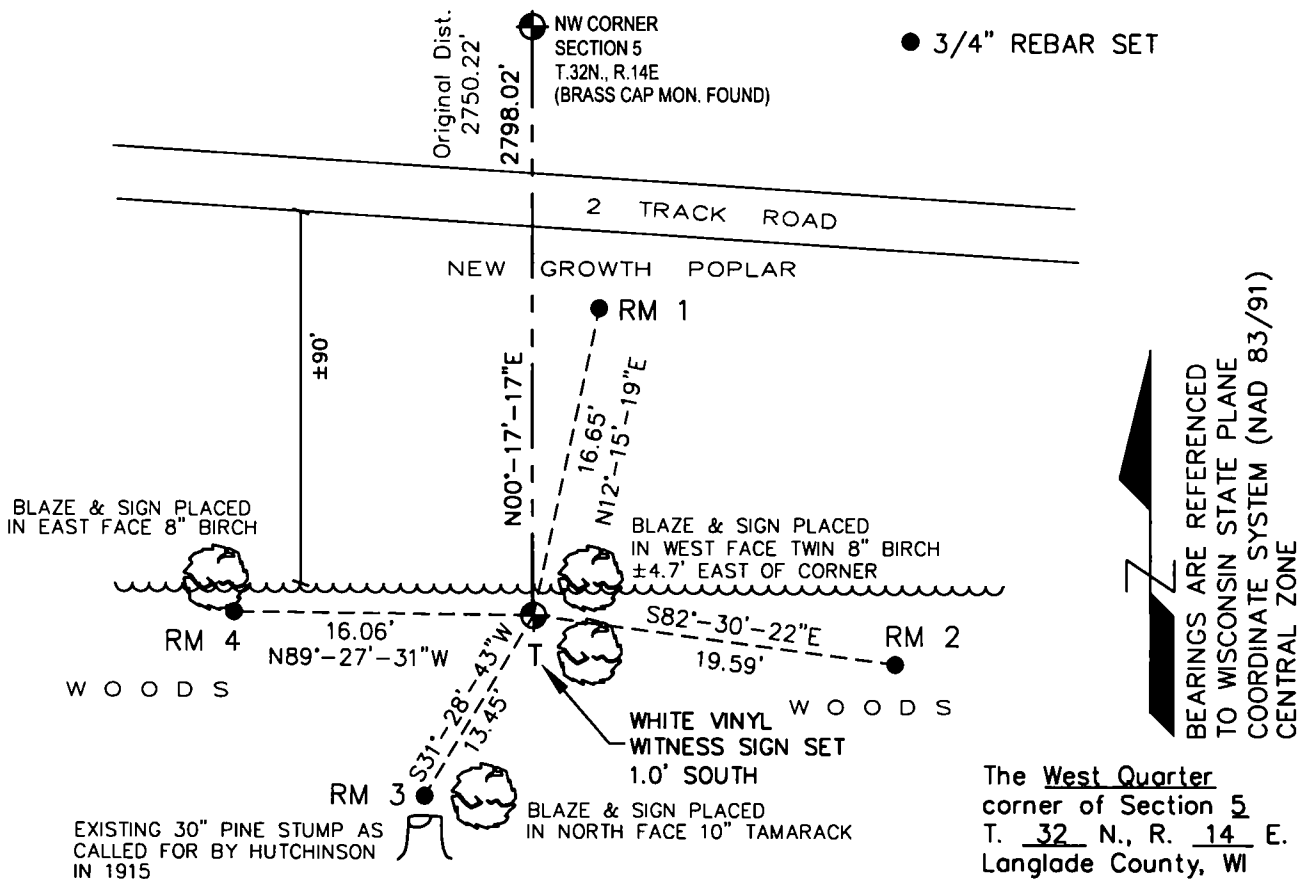 Original Dist.
2750.22'
2798.02'
NW CORNER
SECTION 5
T.32N., R.14E
(BRASS CAP MON. FOUND)
3/4" REBAR SET
2 TRACK ROAD
NEW GROWTH POPLAR
RM 1
±90'
N00°-17'-17"E
16.65'
N12°-15'-19"E
BLAZE & SIGN PLACED
IN EAST FACE 8" BIRCH
BLAZE & SIGN PLACED
IN WEST FACE TWIN 8" BIRCH
±4.7' EAST OF CORNER
RM 4
16.06'
N89°-27'-31"W
S82°-30'-22"E
19.59'
RM 2
T
WOODS
WOODS
S31°-28'-43"W
13.45'
WHITE VINYL
WITNESS SIGN SET
1.0' SOUTH
RM 3
BLAZE & SIGN PLACED
IN NORTH FACE 10" TAMARACK
EXISTING 30" PINE STUMP AS
CALLED FOR BY HUTCHINSON
IN 1915
BEARINGS ARE REFERENCED
TO WISCONSIN STATE PLANE
COORDINATE SYSTEM (NAD 83/91)
CENTRAL ZONE
The West Quarter
corner of Section 5
T. 32 N., R. 14 E.
Langlade County, WI